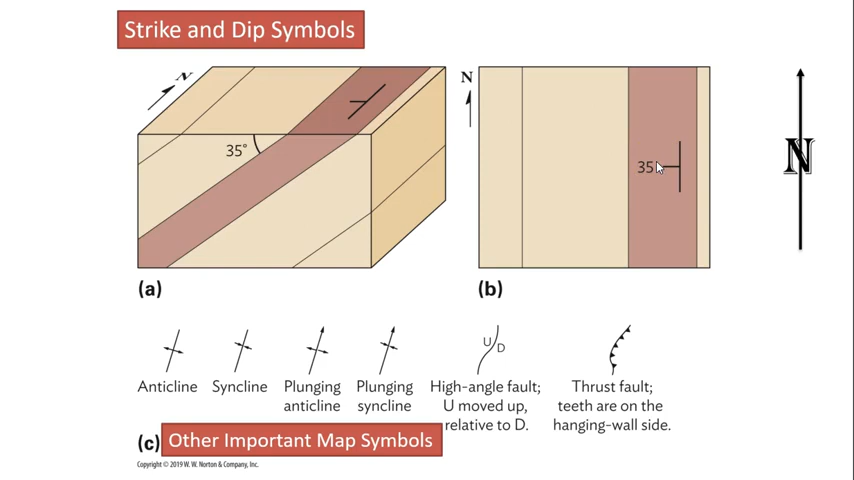 Strike and Dip Symbols
N
35°
(a)
N
35
(b)
N
U
D
Anticline
Syncline
Plunging
anticline
Plunging
syncline
High-angle fault;
U moved up,
relative to D.
Thrust fault;
teeth are on the
hanging-wall side.
(c)
Other Important Map Symbols
Copyright © 2019 W. W. Norton & Company, Inc.